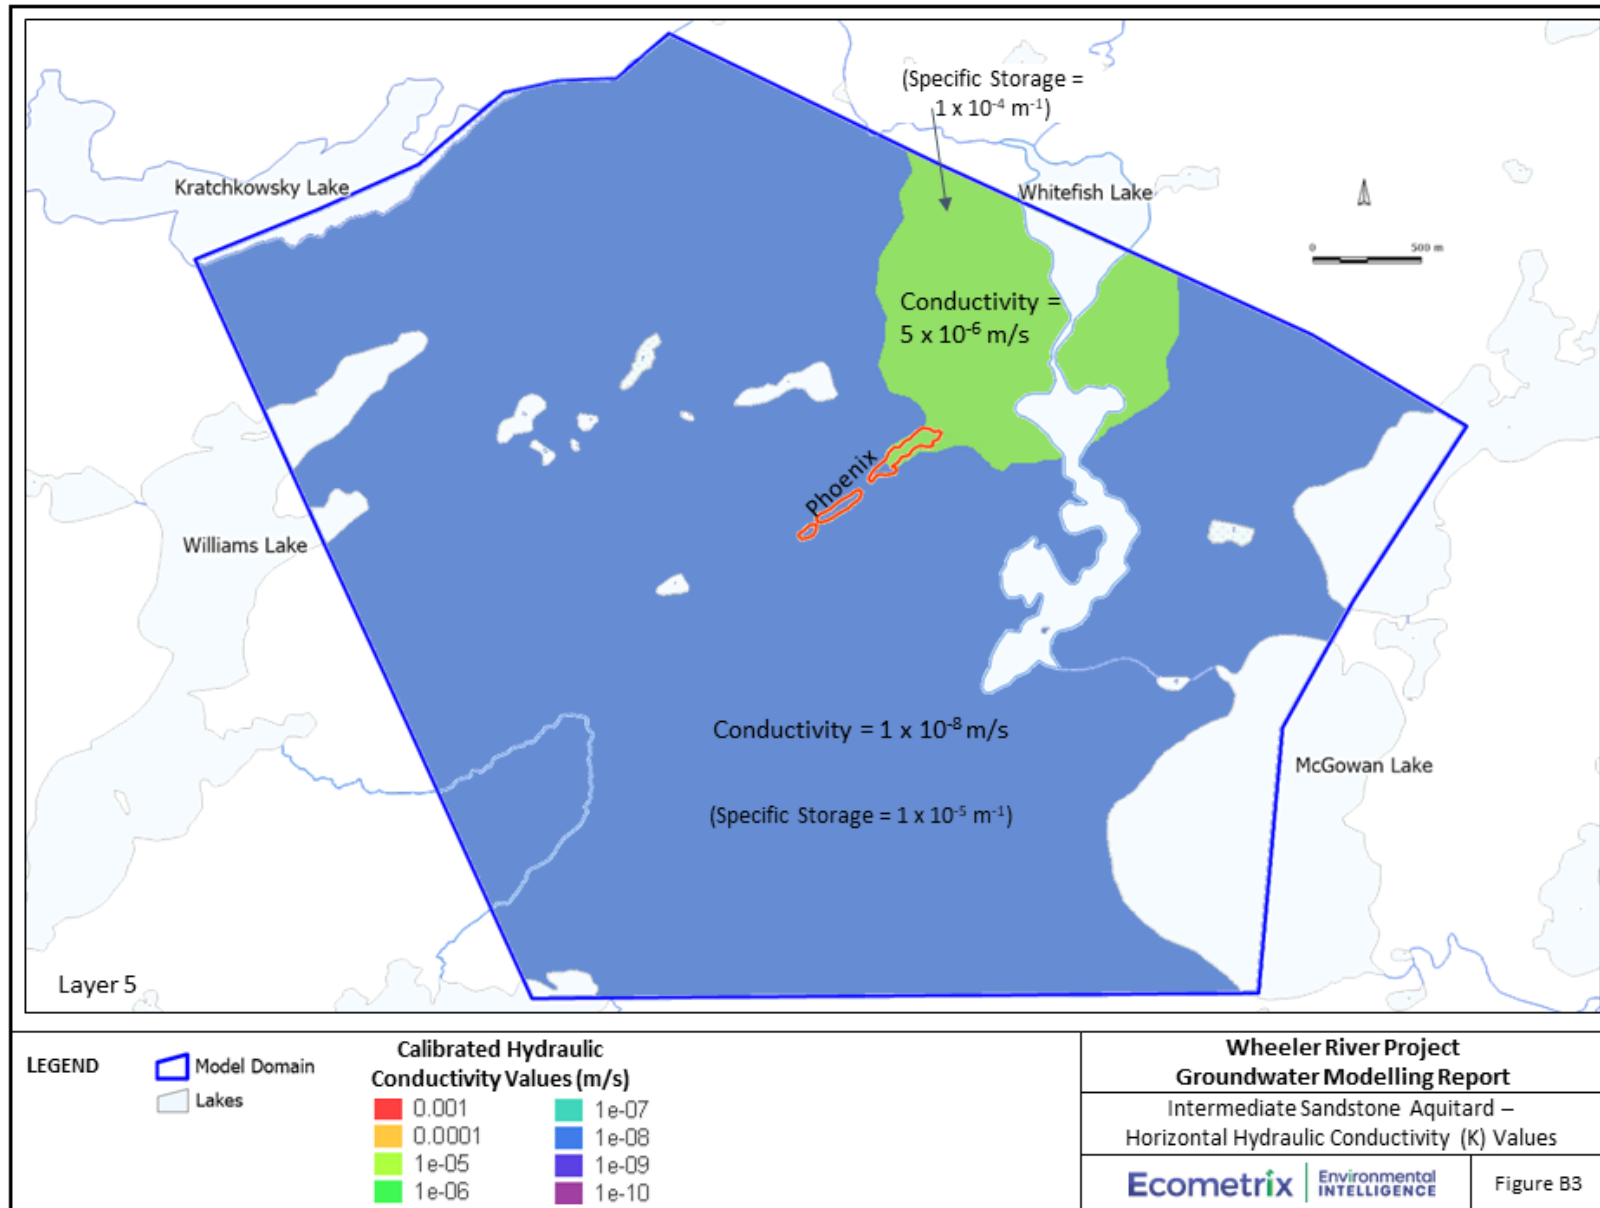 (Specific Storage =
1 x 10⁻⁴ m⁻¹)
Kratchkowsky Lake
Whitefish Lake
0 500 m
Conductivity =
5 x 10⁻⁶ m/s
Phoenix
Williams Lake
Conductivity = 1 x 10⁻⁸ m/s
McGowan Lake
(Specific Storage = 1 x 10⁻⁵ m⁻¹)
Layer 5
LEGEND
Model Domain
Lakes
Calibrated Hydraulic
Conductivity Values (m/s)
0.001
0.0001
1e-05
1e-06
1e-07
1e-08
1e-09
1e-10
Wheeler River Project
Groundwater Modelling Report
Intermediate Sandstone Aquitard –
Horizontal Hydraulic Conductivity (K) Values
Ecometrix
Environmental
INTELLIGENCE
Figure B3